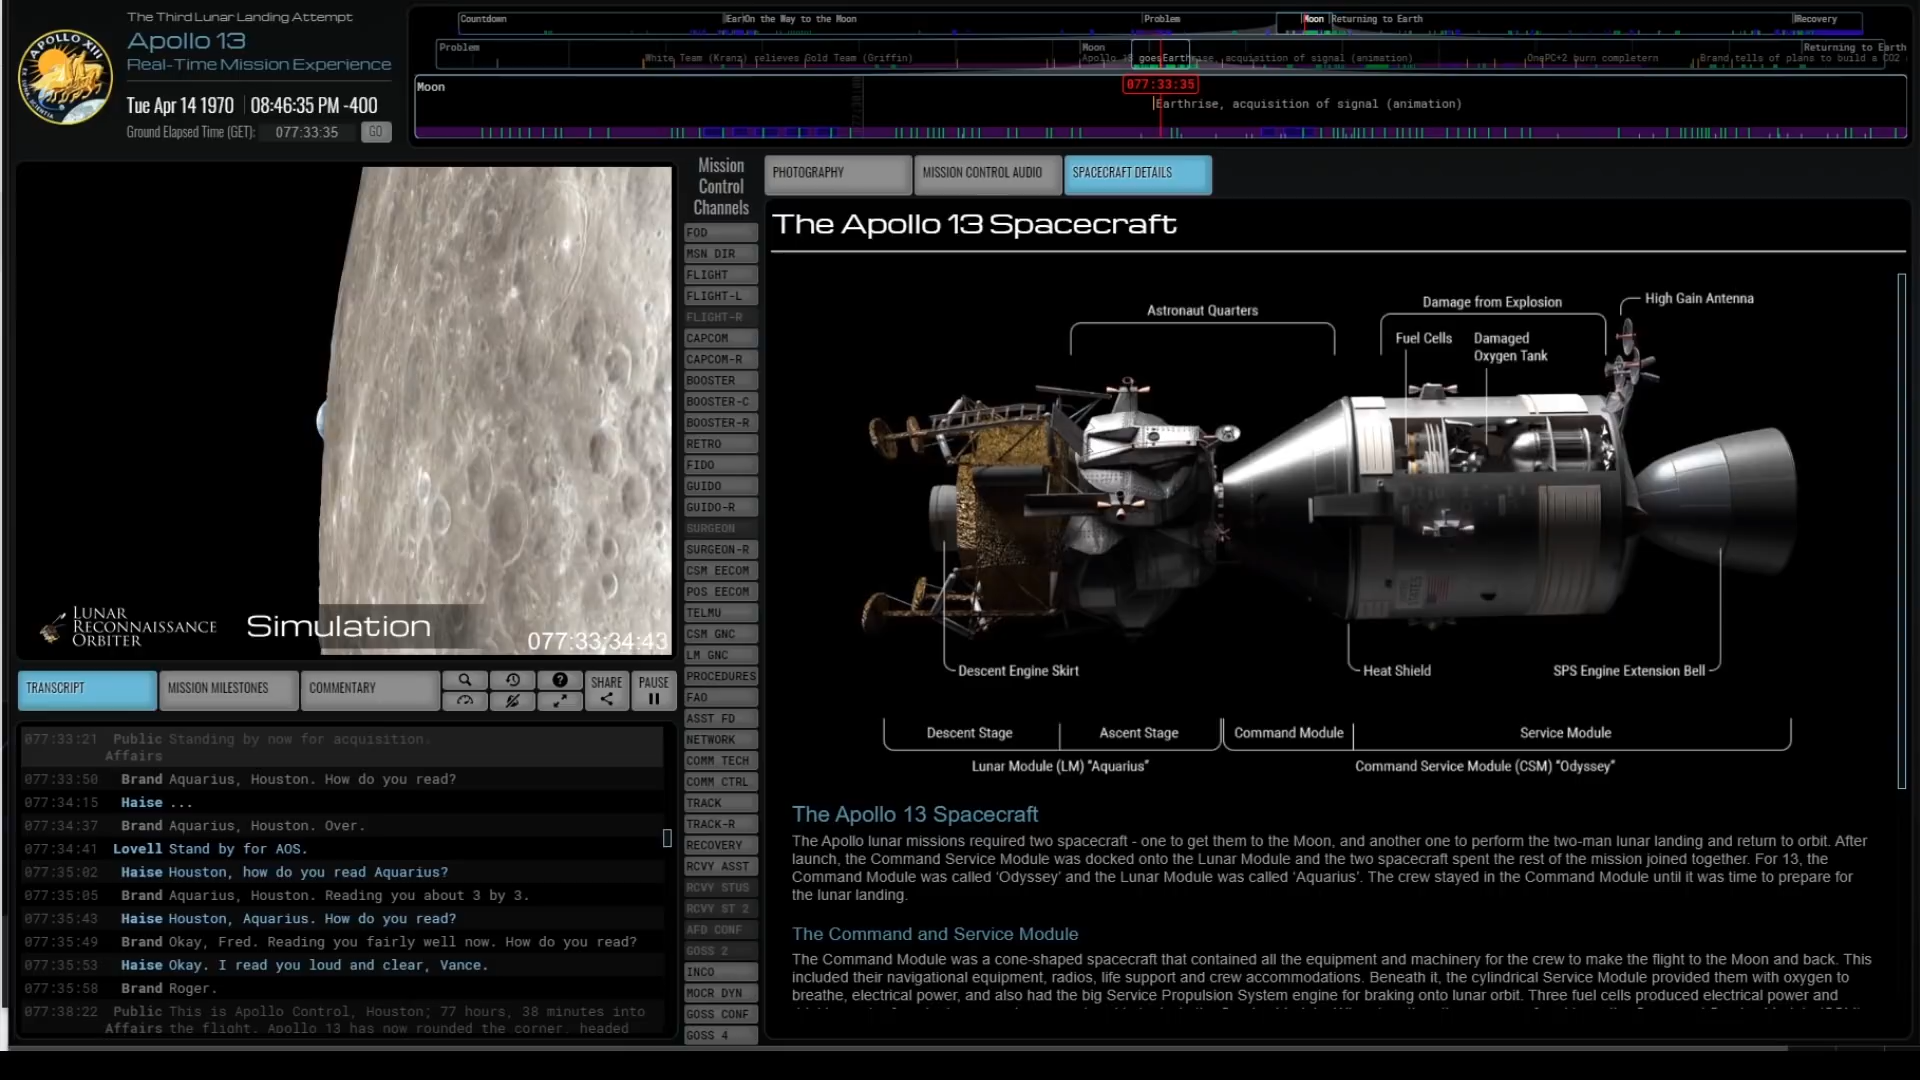 The Third Lunar Landing Attempt
Apollo 13
Real-Time Mission Experience
Tue Apr 14 1970 08:46:35 PM -400
Ground Elapsed Time (GET): 077:33:35 GO
APOLLO XIII
Countdown
On the Way to the Moon
Problem
Moon
Returning to Earth
Recovery
Problem
White Team (Kranz) relieves Gold Team (Griffin)
Moon
Earthrise, acquisition of signal (animation)
Returning to Earth
Brand tells of plans to build a CO2
Moon
077:33:35
Earthrise, acquisition of signal (animation)
LUNAR
RECONNAISSANCE
ORBITER
Simulation
077:33:34:43
TRANSCRIPT
MISSION MILESTONES
COMMENTARY
SHARE
PAUSE
077:33:21 Public Affairs Standing by now for acquisition.
077:33:50 Brand Aquarius, Houston. How do you read?
077:34:15 Haise ...
077:34:37 Brand Aquarius, Houston. Over.
077:34:41 Lovell Stand by for AOS.
077:35:02 Haise Houston, how do you read Aquarius?
077:35:05 Brand Aquarius, Houston. Reading you about 3 by 3.
077:35:43 Haise Houston, Aquarius. How do you read?
077:35:49 Brand Okay, Fred. Reading you fairly well now. How do you read?
077:35:53 Haise Okay. I read you loud and clear, Vance.
077:35:58 Brand Roger.
077:38:22 Public This is Apollo Control, Houston; 77 hours, 38 minutes into
Affairs the flight. Apollo 13 has now rounded the corner, headed
Mission
Control
Channels
FOD
MSN DIR
FLIGHT
FLIGHT-L
FLIGHT-R
CAPCOM
CAPCOM-R
BOOSTER
BOOSTER-C
BOOSTER-R
RETRO
FIDO
GUIDO
GUIDO-R
SURGEON
SURGEON-R
CSM EECOM
POS EECOM
TELMU
CSM GNC
LM GNC
PROCEDURES
FAO
ASST FD
NETWORK
COMM TECH
COMM CTRL
TRACK
TRACK-R
RECOVERY
RCVY ASST
RCVY STUS
RCVY ST 2
AFD CONF
GOSS 2
INCO
MOCR DYN
GOSS CONF
GOSS 4
PHOTOGRAPHY
MISSION CONTROL AUDIO
SPACECRAFT DETAILS
The Apollo 13 Spacecraft
Astronaut Quarters
Damage from Explosion
High Gain Antenna
Fuel Cells
Damaged
Oxygen Tank
Descent Engine Skirt
Heat Shield
SPS Engine Extension Bell
Descent Stage
Ascent Stage
Command Module
Service Module
Lunar Module (LM) "Aquarius"
Command Service Module (CSM) "Odyssey"
The Apollo 13 Spacecraft
The Apollo lunar missions required two spacecraft - one to get them to the Moon, and another one to perform the two-man lunar landing and return to orbit. After
launch, the Command Service Module was docked onto the Lunar Module and the two spacecraft spent the rest of the mission joined together. For 13, the
Command Module was called ‘Odyssey’ and the Lunar Module was called ‘Aquarius’. The crew stayed in the Command Module until it was time to prepare for
the lunar landing.
The Command and Service Module
The Command Module was a cone-shaped spacecraft that contained all the equipment and machinery for the crew to make the flight to the Moon and back. This
included their navigational equipment, radios, life support and crew accommodations. Beneath it, the cylindrical Service Module provided them with oxygen to
breathe, electrical power, and also had the big Service Propulsion System engine for braking onto lunar orbit. Three fuel cells produced electrical power and